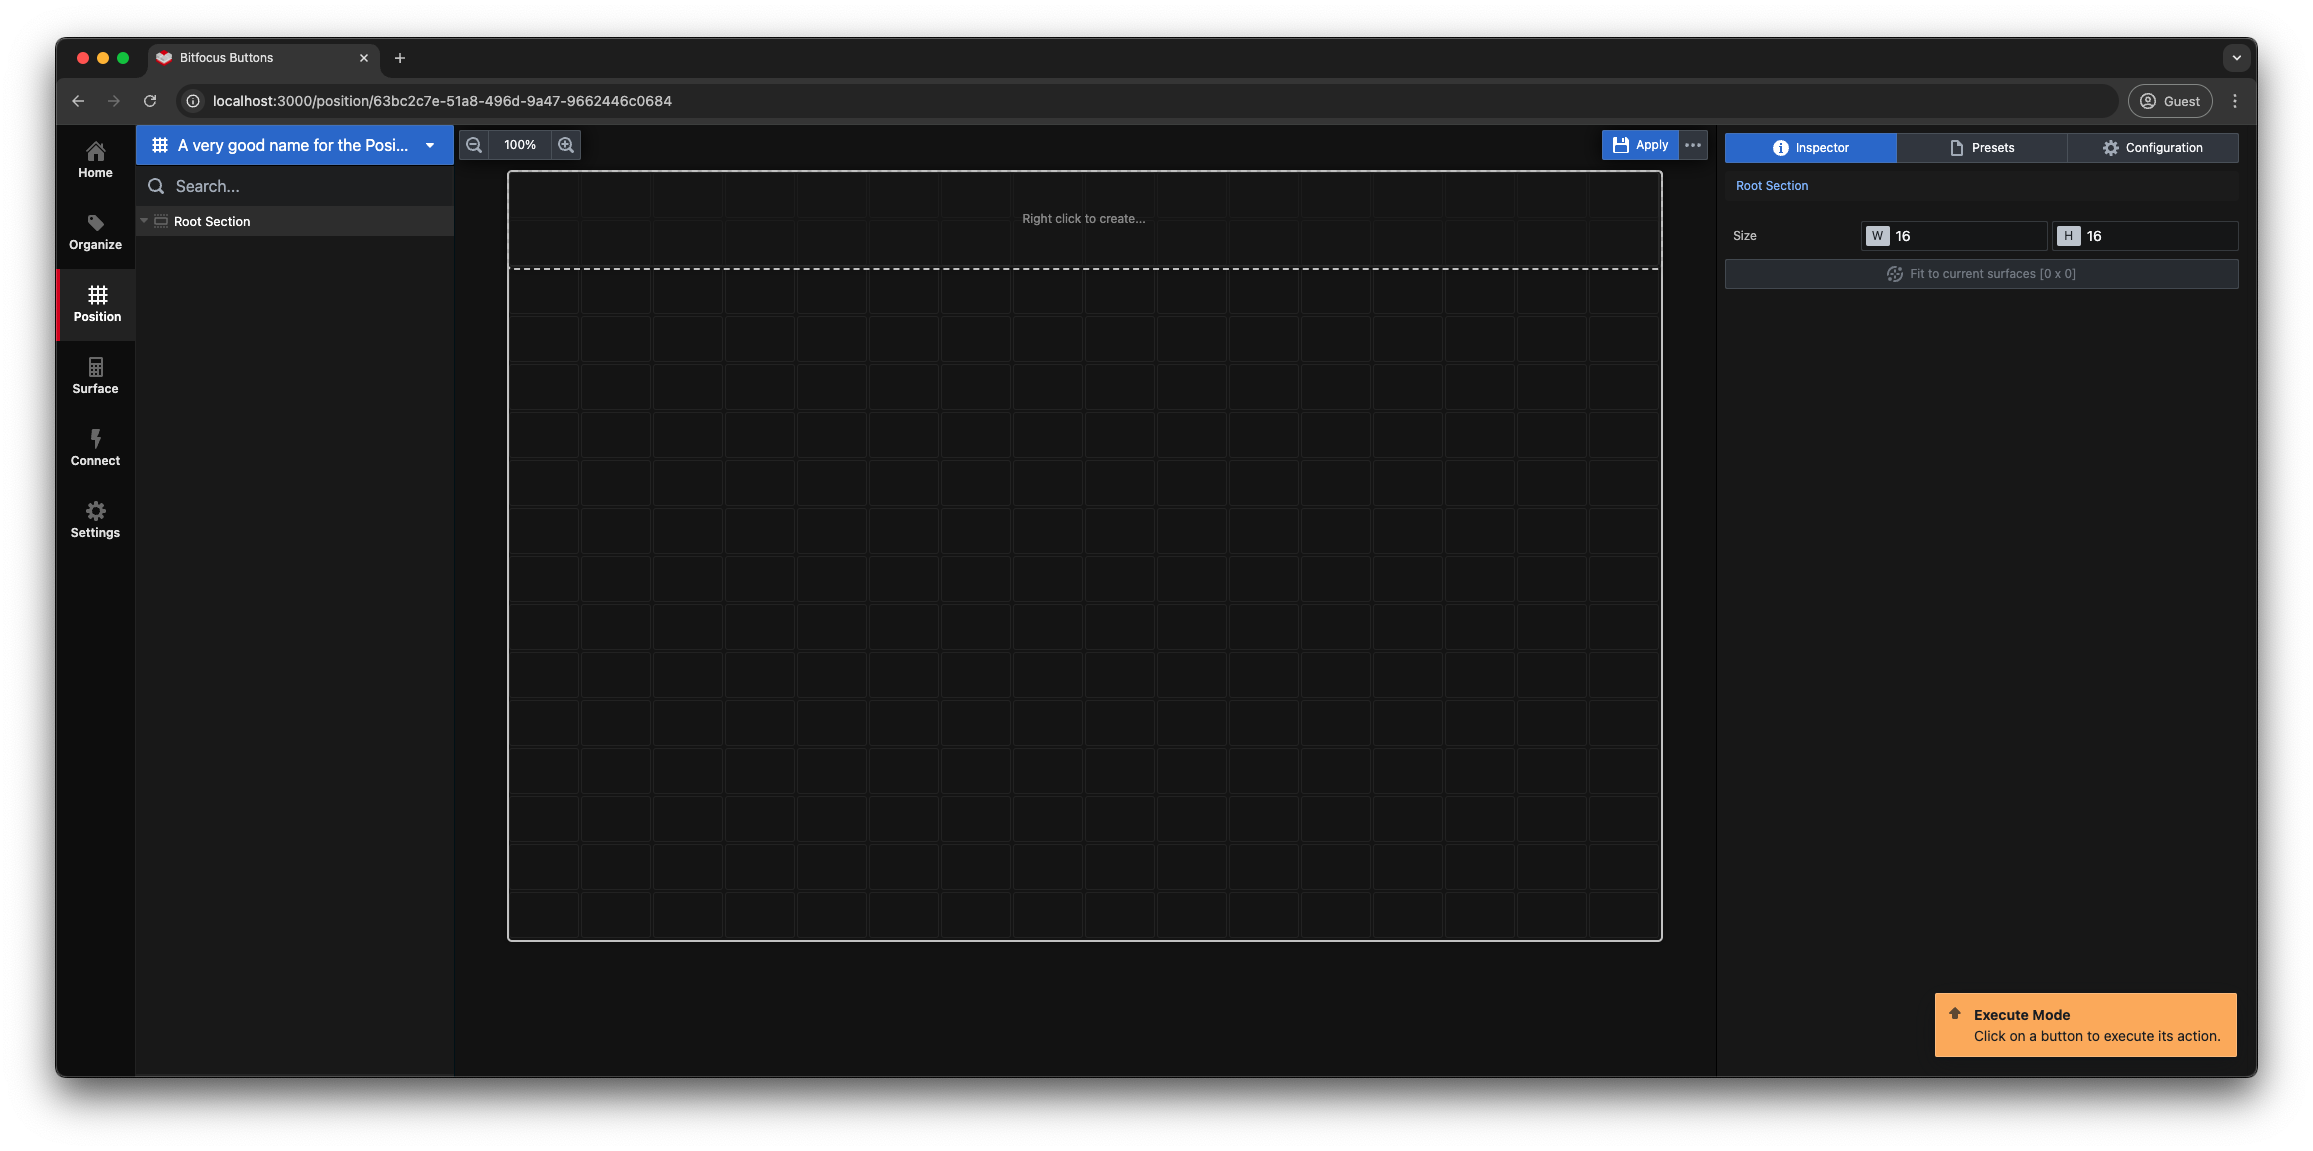 Bitfocus Buttons
localhost:3000/position/63bc2c7e-51a8-496d-9a47-9662446c0684
Guest
Home
Organize
Position
Surface
Connect
Settings
A very good name for the Posi...
Search...
Root Section
100%
Apply
Right click to create...
Inspector
Presets
Configuration
Root Section
Size
W 16
H 16
Fit to current surfaces [0 x 0]
Execute Mode
Click on a button to execute its action.